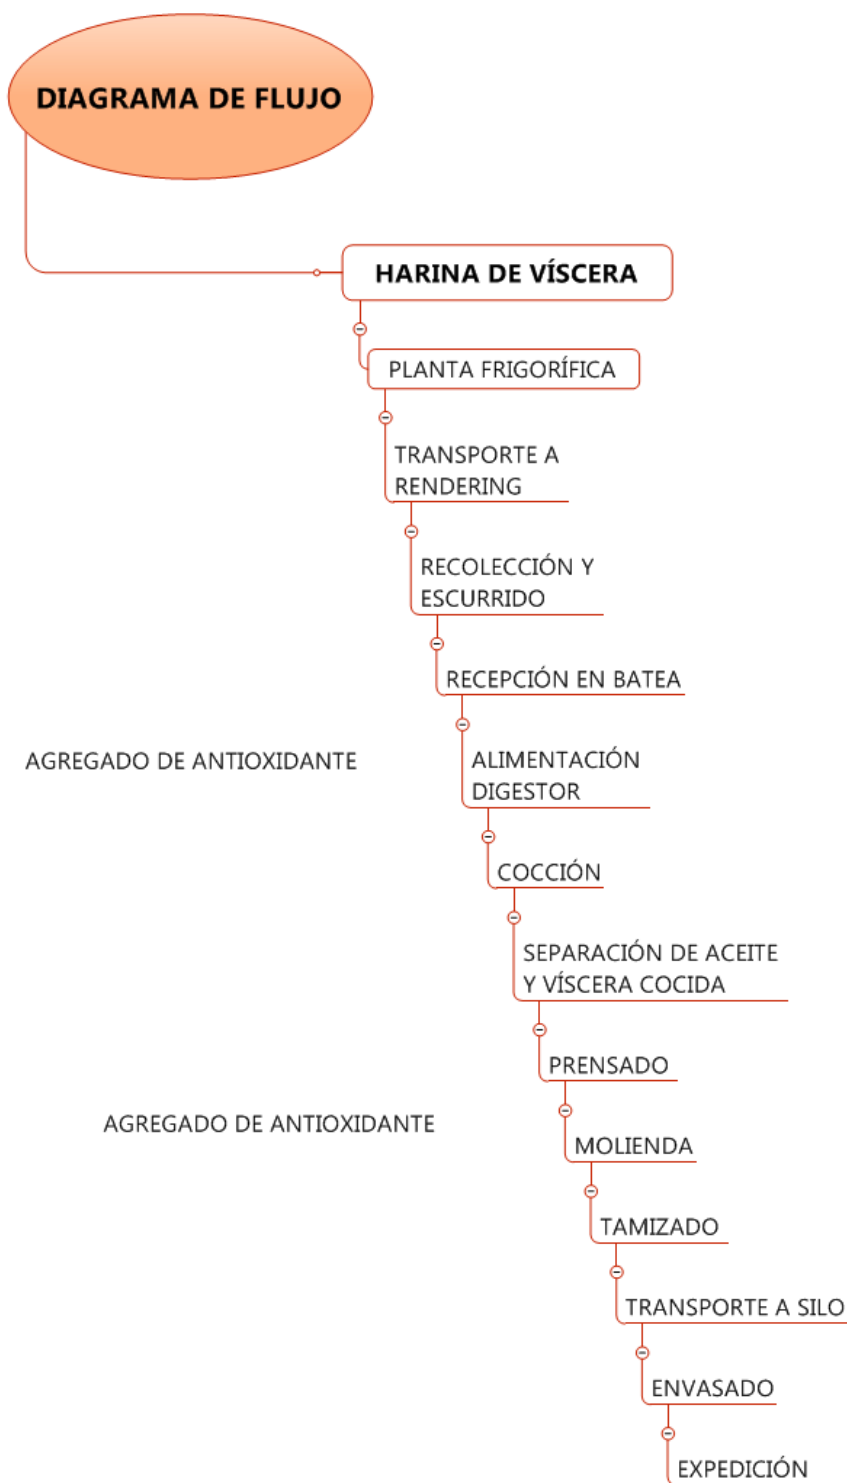 DIAGRAMA DE FLUJO
HARINA DE VÍSCERA
PLANTA FRIGORÍFICA
TRANSPORTE A
RENDERING
RECOLECCIÓN Y
ESCURRIDO
RECEPCIÓN EN BATEA
AGREGADO DE ANTIOXIDANTE
ALIMENTACIÓN
DIGESTOR
COCCIÓN
SEPARACIÓN DE ACEITE
Y VÍSCERA COCIDA
PRENSADO
AGREGADO DE ANTIOXIDANTE
MOLIENDA
TAMIZADO
TRANSPORTE A SILO
ENVASADO
EXPEDICIÓN